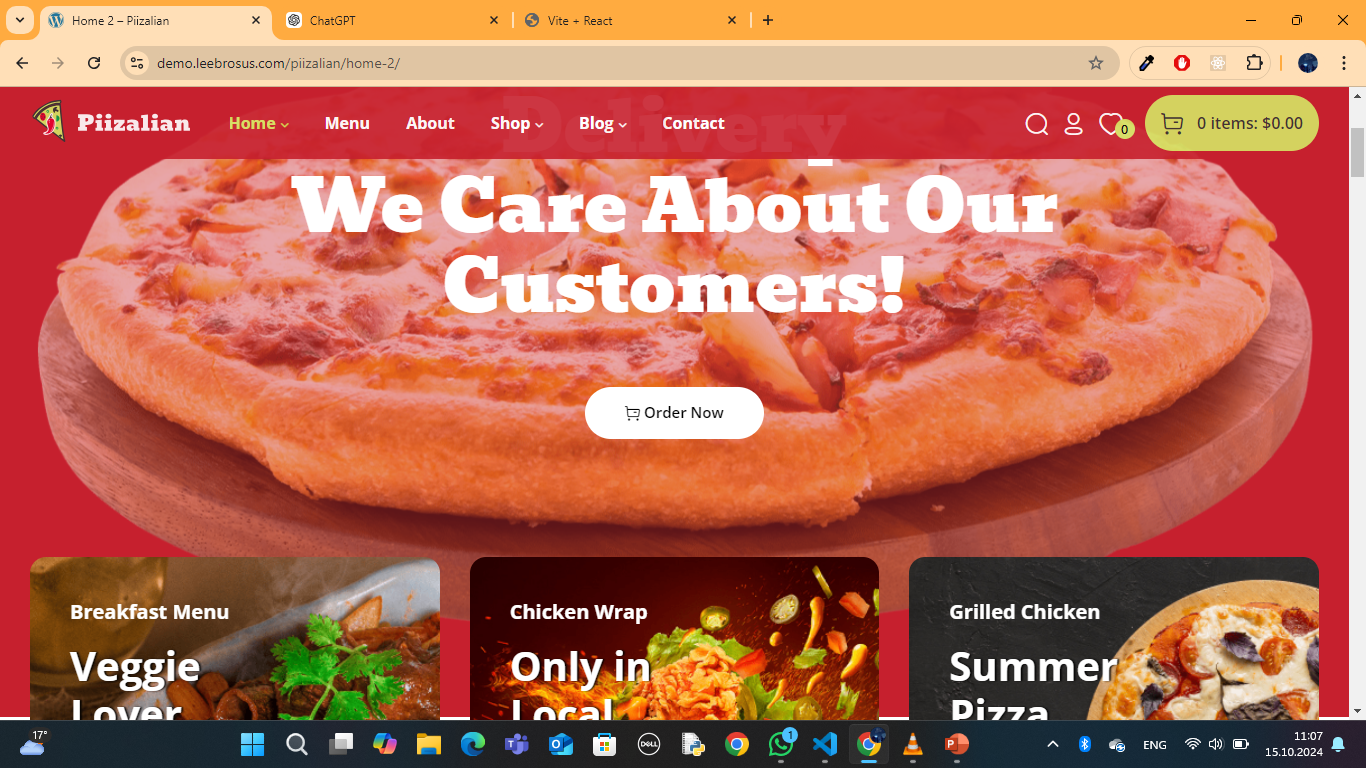 Home 2 – Piizalian
ChatGPT
Vite + React
demo.leebrosus.com/piizalian/home-2/
Piizalian
Home
Menu
About
Shop
Blog
Contact
0
0 items: $0.00
Delivery
We Care About Our
Customers!
Order Now
Breakfast Menu
Veggie
Lover
Chicken Wrap
Only in
Local
Grilled Chicken
Summer
Pizza
17°
DELL
1
ENG
11:07
15.10.2024